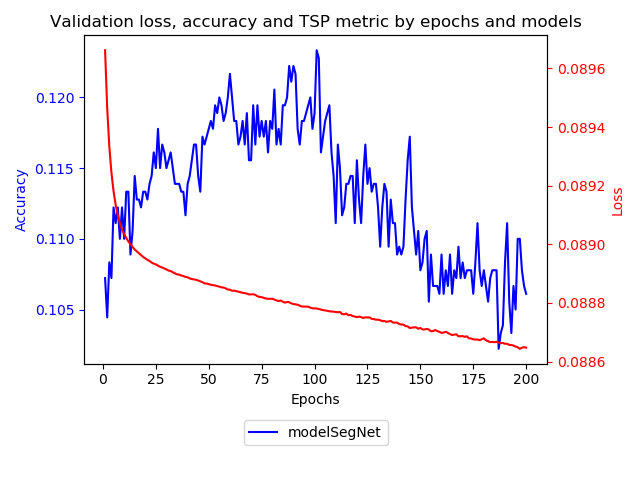 Validation loss, accuracy and TSP metric by epochs and models
0.120
0.115
0.110
0.105
Accuracy
0.0896
0.0894
0.0892
0.0890
0.0888
0.0886
Loss
0 25 50 75 100 125 150 175 200
Epochs
modelSegNet